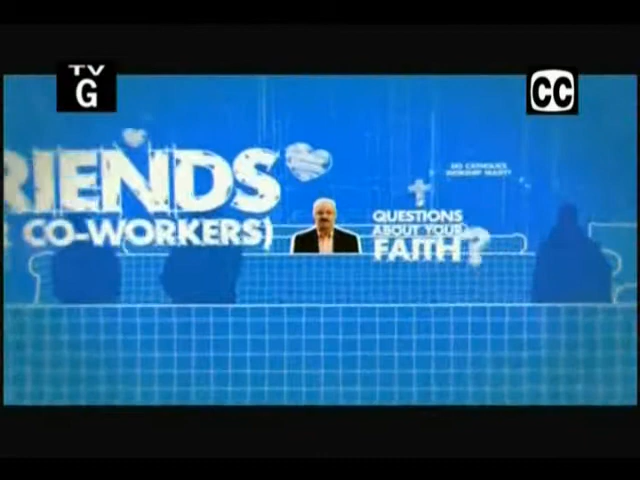 TV
G
CC
RIENDS'
CO-WORKERS)
QUESTIONS
ABOUT YOUR
FAITH?
DO CATHOLICS
WORSHIP MARY?